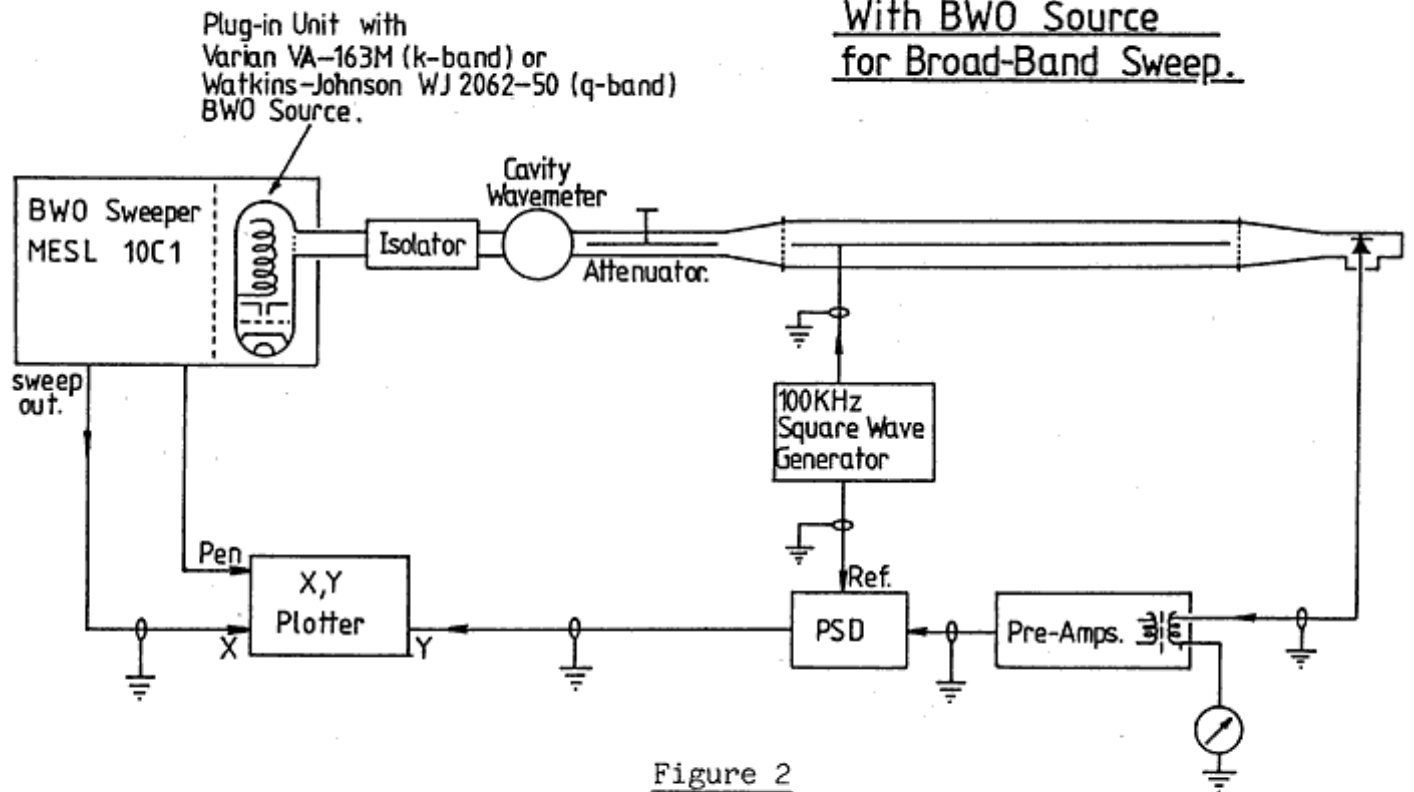 With BWO Source
for Broad-Band Sweep.
Plug-in Unit with
Varian VA-163M (k-band) or
Watkins-Johnson WJ 2062-50 (q-band)
BWO Source.
BWO Sweeper
MESL 10C1
Isolator
Cavity
Wavemeter
Attenuator.
sweep
out.
100KHz
Square Wave
Generator
Pen
X,Y
Plotter
X
Y
Ref.
PSD
Pre-Amps.
Figure 2